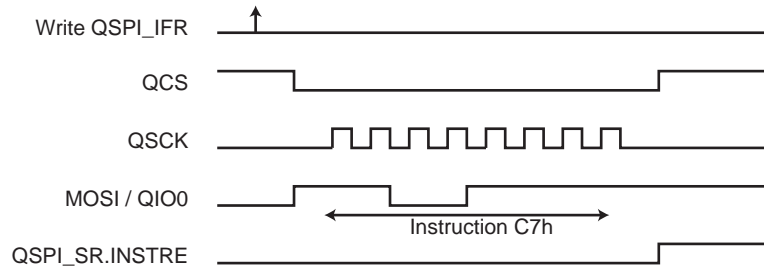 Write QSPI_IFR
QCS
QSCK
MOSI / QIO0
Instruction C7h
QSPI_SR.INSTRE